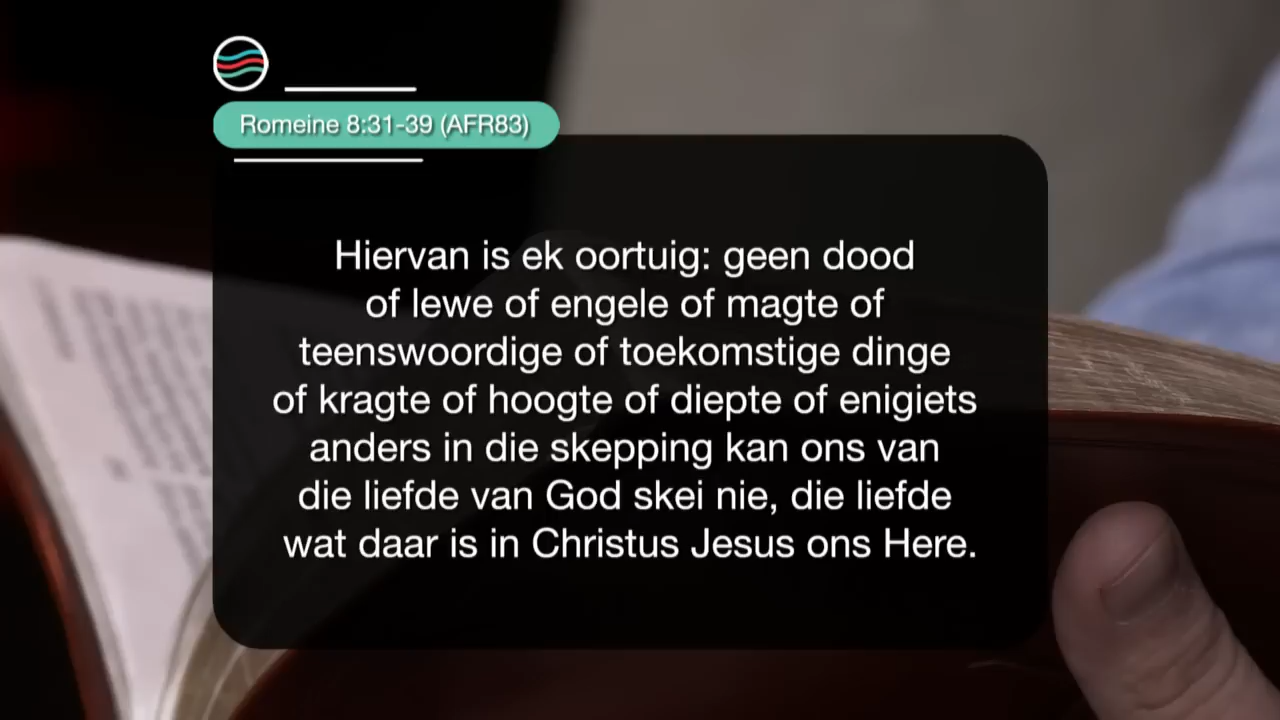 Romeine 8:31-39 (AFR83)
Hiervan is ek oortuig: geen dood
of lewe of engele of magte of
teenswoordige of toekomstige dinge
of kragte of hoogte of diepte of enigiets
anders in die skepping kan ons van
die liefde van God skei nie, die liefde
wat daar is in Christus Jesus ons Here.